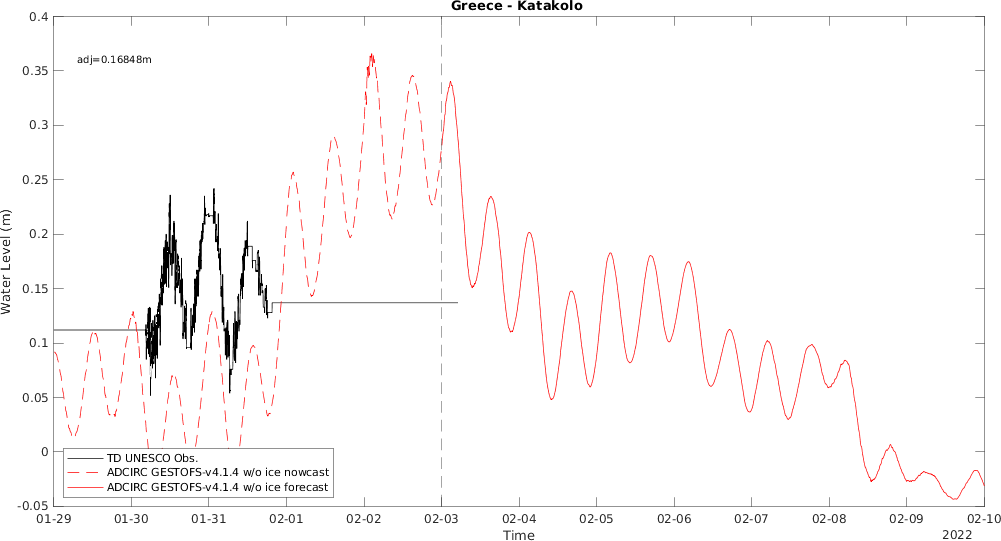 Greece - Katakolo
0.4
0.35
0.3
0.25
0.2
0.15
0.1
0.05
0
-0.05
Water Level (m)
adj=0.16848m
TD UNESCO Obs.
ADCIRC GESTOFS-v4.1.4 w/o ice nowcast
ADCIRC GESTOFS-v4.1.4 w/o ice forecast
01-29 01-30 01-31 02-01 02-02 02-03 02-04 02-05 02-06 02-07 02-08 02-09 02-10
Time
2022